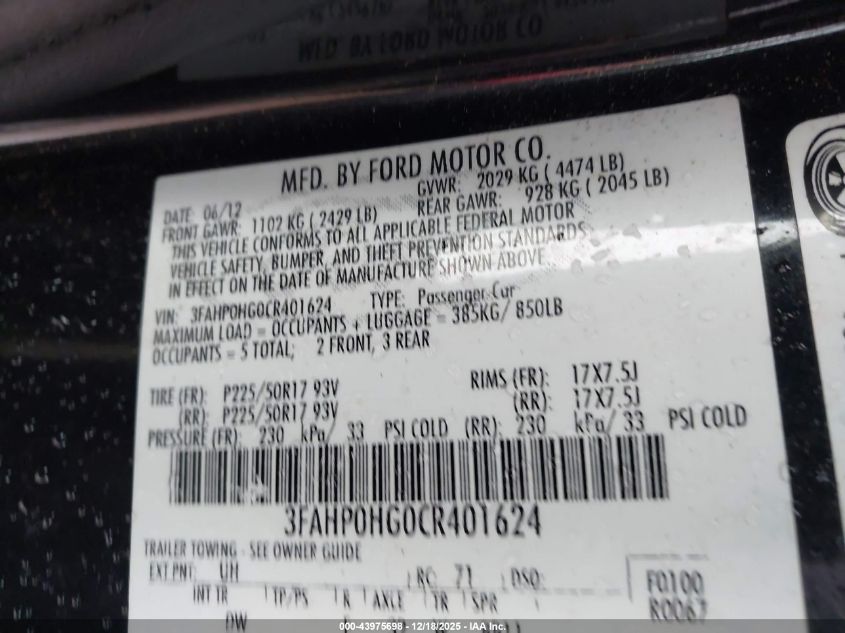 MFD. BY FORD MOTOR CO.
DATE: 06/12 GVWR: 2029 KG ( 4474 LB)
FRONT GAWR: 1102 KG ( 2429 LB) REAR GAWR: 928 KG ( 2045 LB)
THIS VEHICLE CONFORMS TO ALL APPLICABLE FEDERAL MOTOR
VEHICLE SAFETY, BUMPER, AND THEFT PREVENTION STANDARDS
IN EFFECT ON THE DATE OF MANUFACTURE SHOWN ABOVE.
VIN: 3FAHP0HG0CR401624 TYPE: Passenger Car
MAXIMUM LOAD = OCCUPANTS + LUGGAGE = 385KG/ 850LB
OCCUPANTS = 5 TOTAL; 2 FRONT, 3 REAR
TIRE (FR): P225/50R17 93V RIMS (FR): 17X7.5J
(RR): P225/50R17 93V (RR): 17X7.5J
PRESSURE (FR): 230 kPa/ 33 PSI COLD (RR): 230 kPa/ 33 PSI COLD
3FAHP0HG0CR401624
TRAILER TOWING - SEE OWNER GUIDE
EXT PNT: UH RC: 71 DSO: F0100
INT TR TP/PS R AXLE TR SPR R0067
DW
000-43975698 - 12/18/2025 - IAAI.com